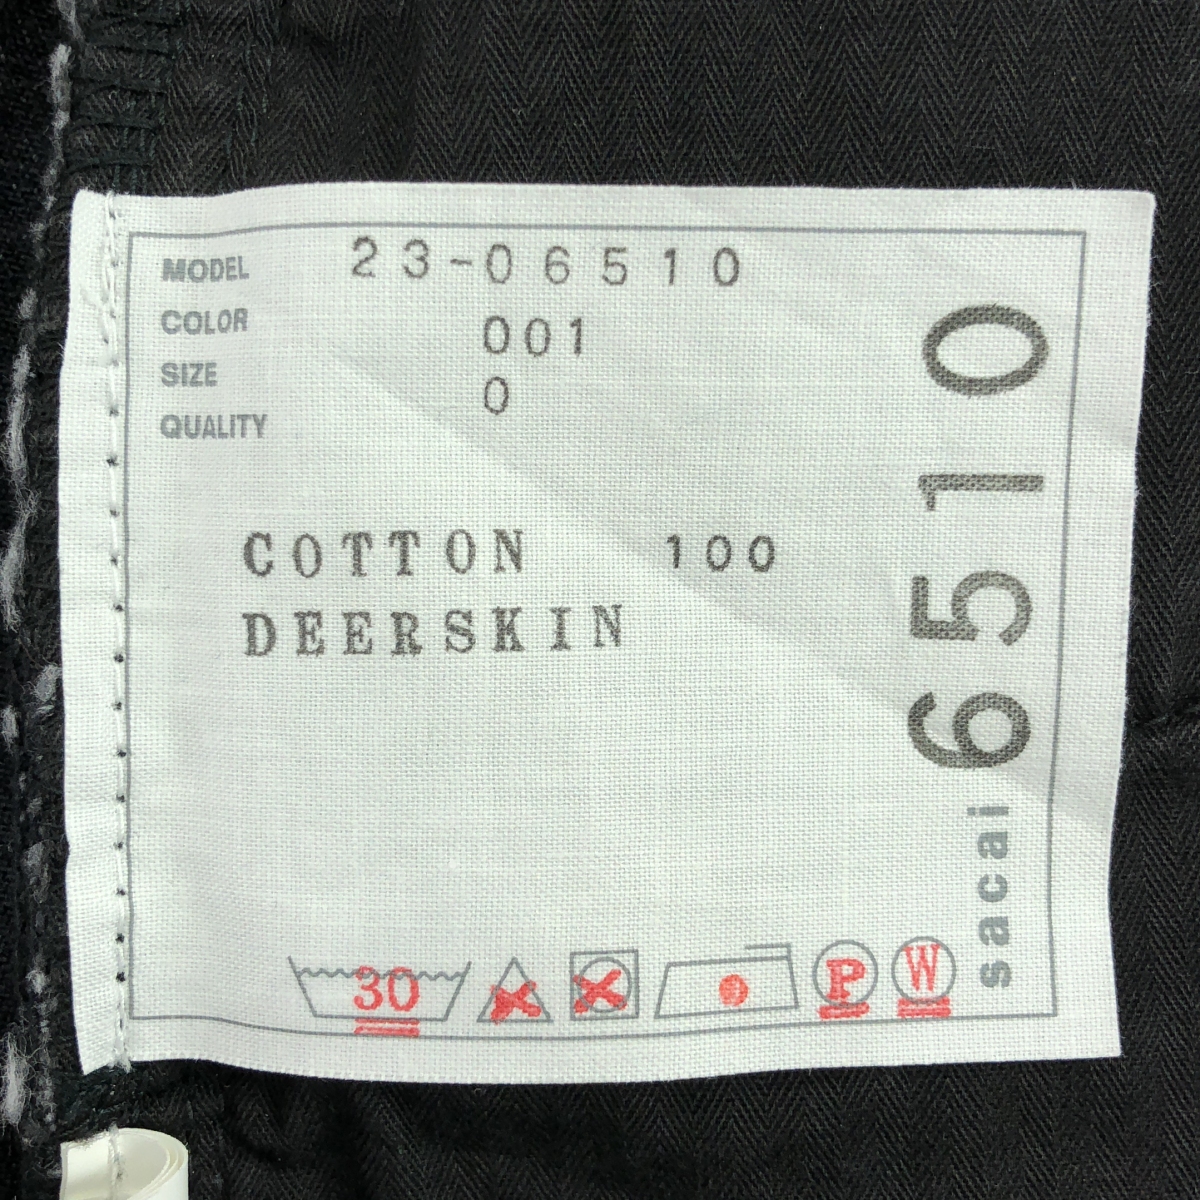 MODEL 23-06510
COLOR 001
SIZE 0
QUALITY
COTTON 100
DEERSKIN
sacai 6510
30
P
W